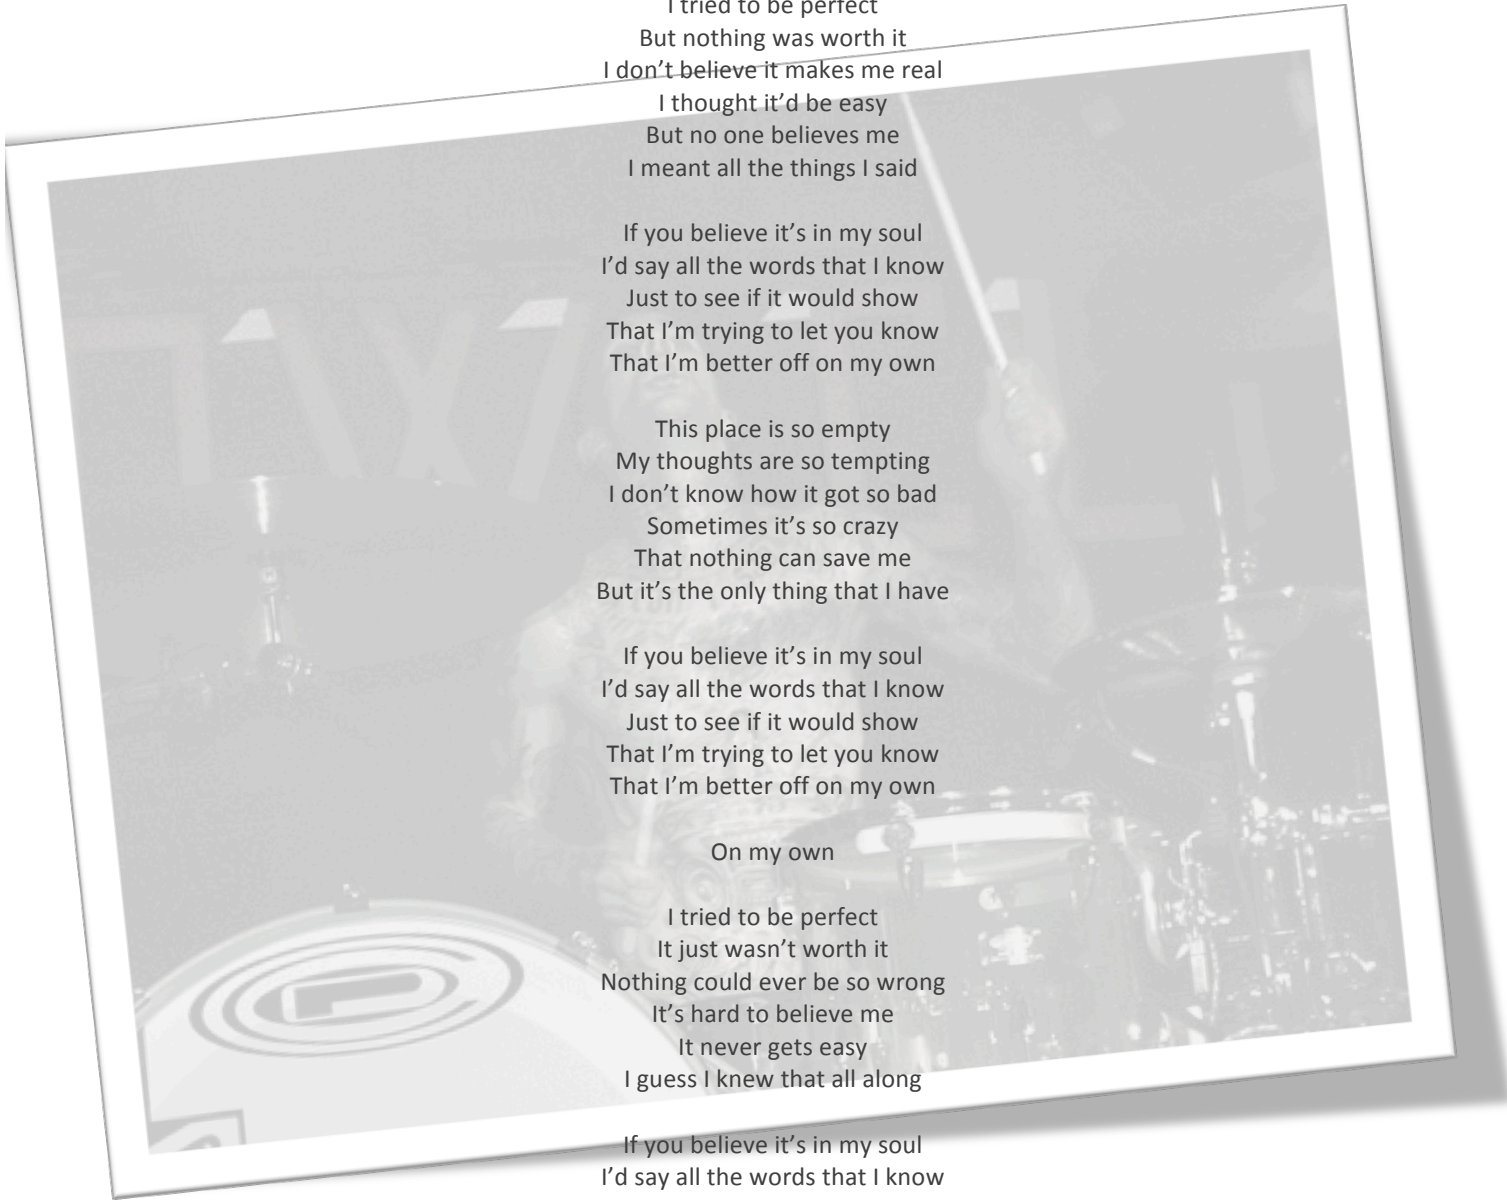 I tried to be perfect
But nothing was worth it
I don’t believe it makes me real
I thought it’d be easy
But no one believes me
I meant all the things I said
If you believe it’s in my soul
I’d say all the words that I know
Just to see if it would show
That I’m trying to let you know
That I’m better off on my own
This place is so empty
My thoughts are so tempting
I don’t know how it got so bad
Sometimes it’s so crazy
That nothing can save me
But it’s the only thing that I have
If you believe it’s in my soul
I’d say all the words that I know
Just to see if it would show
That I’m trying to let you know
That I’m better off on my own
On my own
I tried to be perfect
It just wasn’t worth it
Nothing could ever be so wrong
It’s hard to believe me
It never gets easy
I guess I knew that all along
If you believe it’s in my soul
I’d say all the words that I know